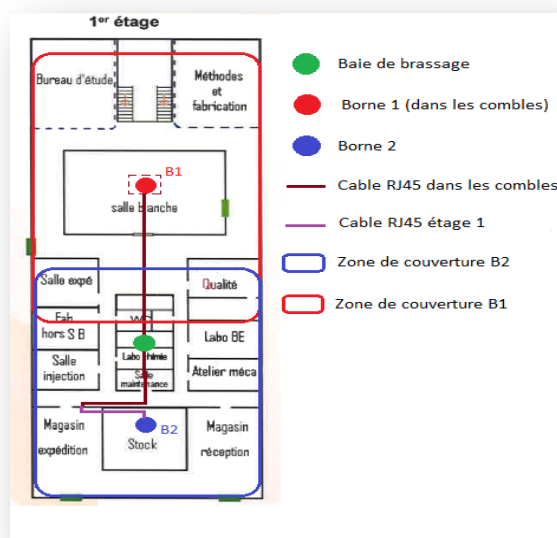 1er étage
Bureau d'étude
Méthodes
et
fabrication
B1
salle blanche
Salle expé
Qualité
Fab
hors S B
WC
Labo BE
Labo chimie
Salle
injection
Salle
maintenance
Atelier méca
Magasin
expédition
Stock
B2
Magasin
réception
Baie de brassage
Borne 1 (dans les combles)
Borne 2
Cable RJ45 dans les combles
Cable RJ45 étage 1
Zone de couverture B2
Zone de couverture B1